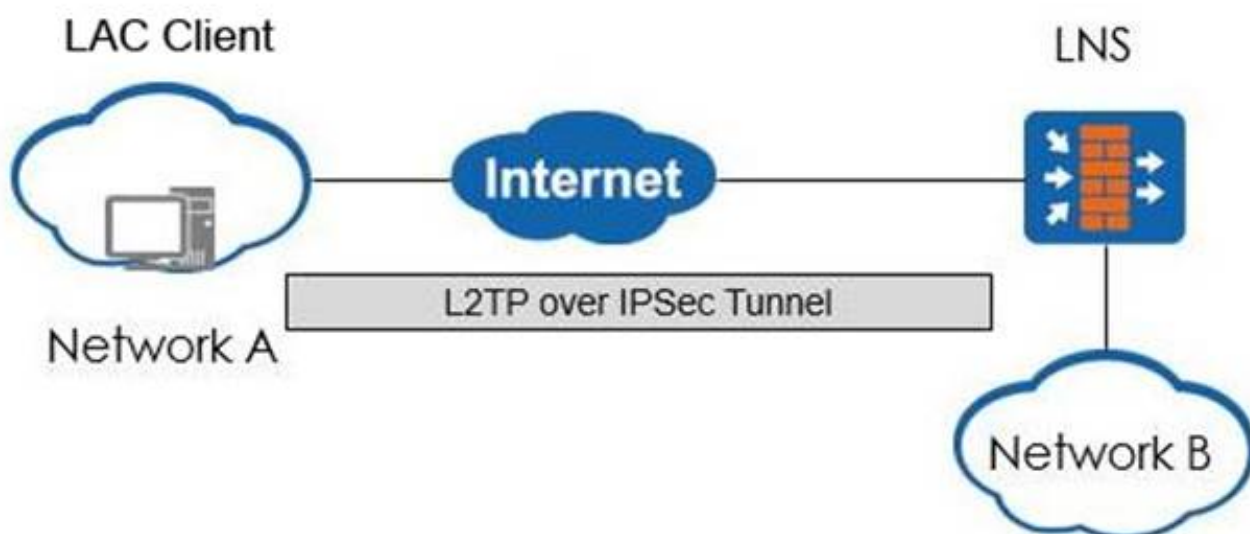 LAC Client
LNS
Internet
L2TP over IPSec Tunnel
Network A
Network B